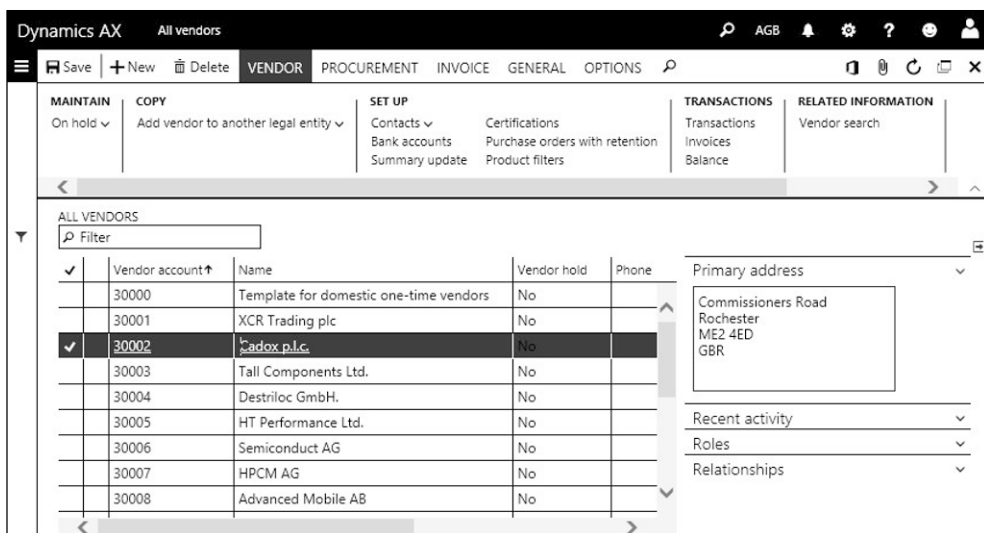 Dynamics AX All vendors AGB
Save + New Delete VENDOR PROCUREMENT INVOICE GENERAL OPTIONS
MAINTAIN COPY SET UP TRANSACTIONS RELATED INFORMATION
On hold Add vendor to another legal entity Contacts Certifications Transactions Vendor search
Bank accounts Purchase orders with retention Invoices
Summary update Product filters Balance
ALL VENDORS
Filter
Vendor account Name Vendor hold Phone
30000 Template for domestic one-time vendors No
30001 XCR Trading plc No
30002 Cadox p.l.c. No
30003 Tall Components Ltd. No
30004 Destriloc GmbH. No
30005 HT Performance Ltd. No
30006 Semiconduct AG No
30007 HPCM AG No
30008 Advanced Mobile AB No
Primary address
Commissioners Road
Rochester
ME2 4ED
GBR
Recent activity
Roles
Relationships